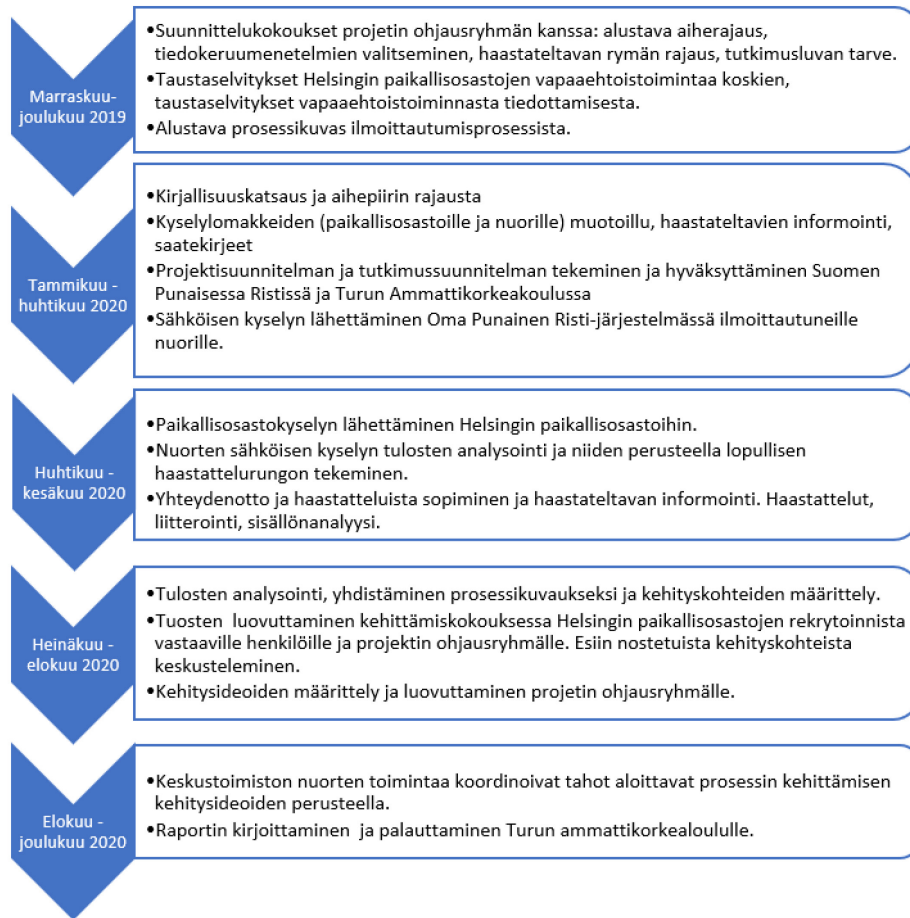 Marraskuu-
joulukuu 2019
•Suunnittelukokoukset projetin ohjausryhmän kanssa: alustava aiherajaus,
tiedokeruumenetelmien valitseminen, haastateltavan rymän rajaus, tutkimusluvan tarve.
•Taustaselvitykset Helsingin paikallisosastojen vapaaehtoistoimintaa koskien,
taustaselvitykset vapaaehtoistoiminnasta tiedottamisesta.
•Alustava prosessikuvas ilmoittautumisprosessista.
Tammikuu -
huhtikuu 2020
•Kirjallisuuskatsaus ja aihepiirin rajausta
•Kyselylomakkeiden (paikallisosastoille ja nuorille) muotoillu, haastateltavien informointi,
saatekirjeet
•Projektisuunnitelman ja tutkimussuunnitelman tekeminen ja hyväksyttäminen Suomen
Punaisessa Ristissä ja Turun Ammattikorkeakoulussa
•Sähköisen kyselyn lähettäminen Oma Punainen Risti-järjestelmässä ilmoittautuneille
nuorille.
Huhtikuu -
kesäkuu 2020
•Paikallisosastokyselyn lähettäminen Helsingin paikallisosastoihin.
•Nuorten sähköisen kyselyn tulosten analysointi ja niiden perusteella lopullisen
haastattelurungon tekeminen.
•Yhteydenotto ja haastatteluista sopiminen ja haastateltavan informointi. Haastattelut,
liitterointi, sisällönanalyysi.
Heinäkuu -
elokuu 2020
•Tulosten analysointi, yhdistäminen prosessikuvaukseksi ja kehityskohteiden määrittely.
•Tuosten  luovuttaminen kehittämiskokouksessa Helsingin paikallisosastojen rekrytoinnista
vastaaville henkilöille ja projektin ohjausryhmälle. Esiin nostetuista kehityskohteista
keskusteleminen.
•Kehitysideoiden määrittely ja luovuttaminen projetin ohjausryhmälle.
Elokuu -
joulukuu 2020
•Keskustoimiston nuorten toimintaa koordinoivat tahot aloittavat prosessin kehittämisen
kehitysideoiden perusteella.
•Raportin kirjoittaminen  ja palauttaminen Turun ammattikorkealoululle.